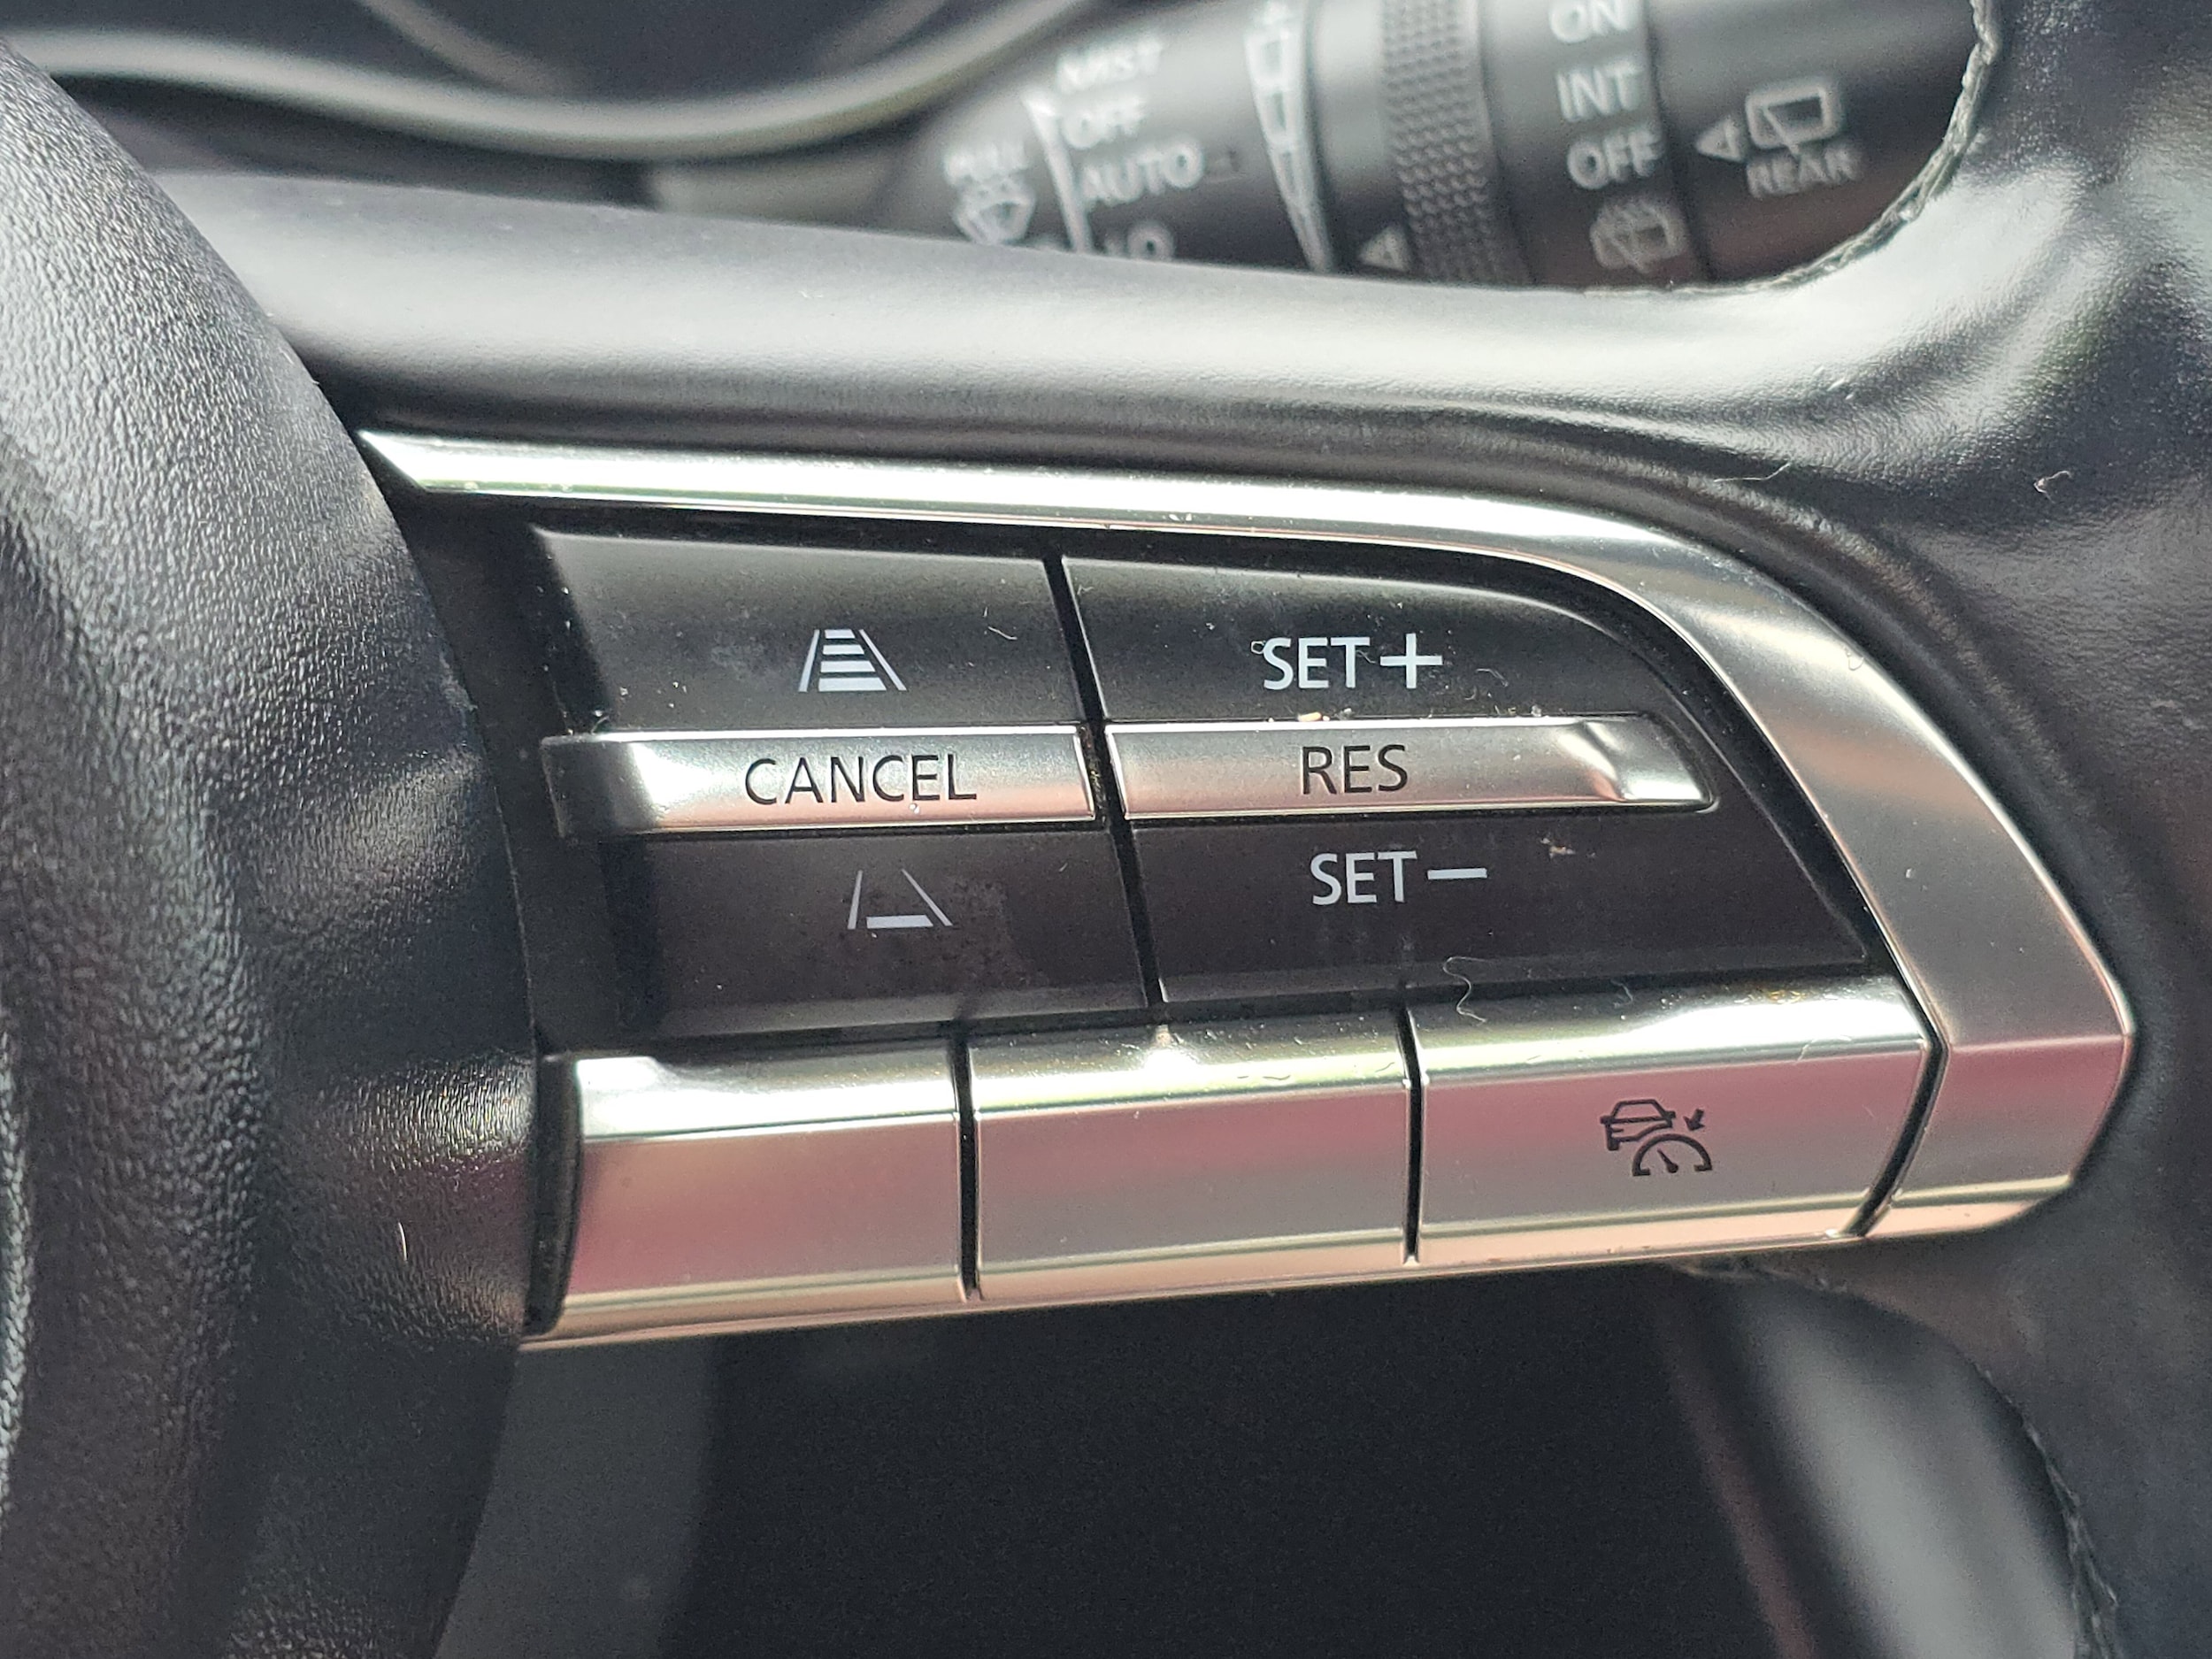 MIST
OFF
AUTO
ON
INT
OFF
REAR
SET+
CANCEL
RES
SET−